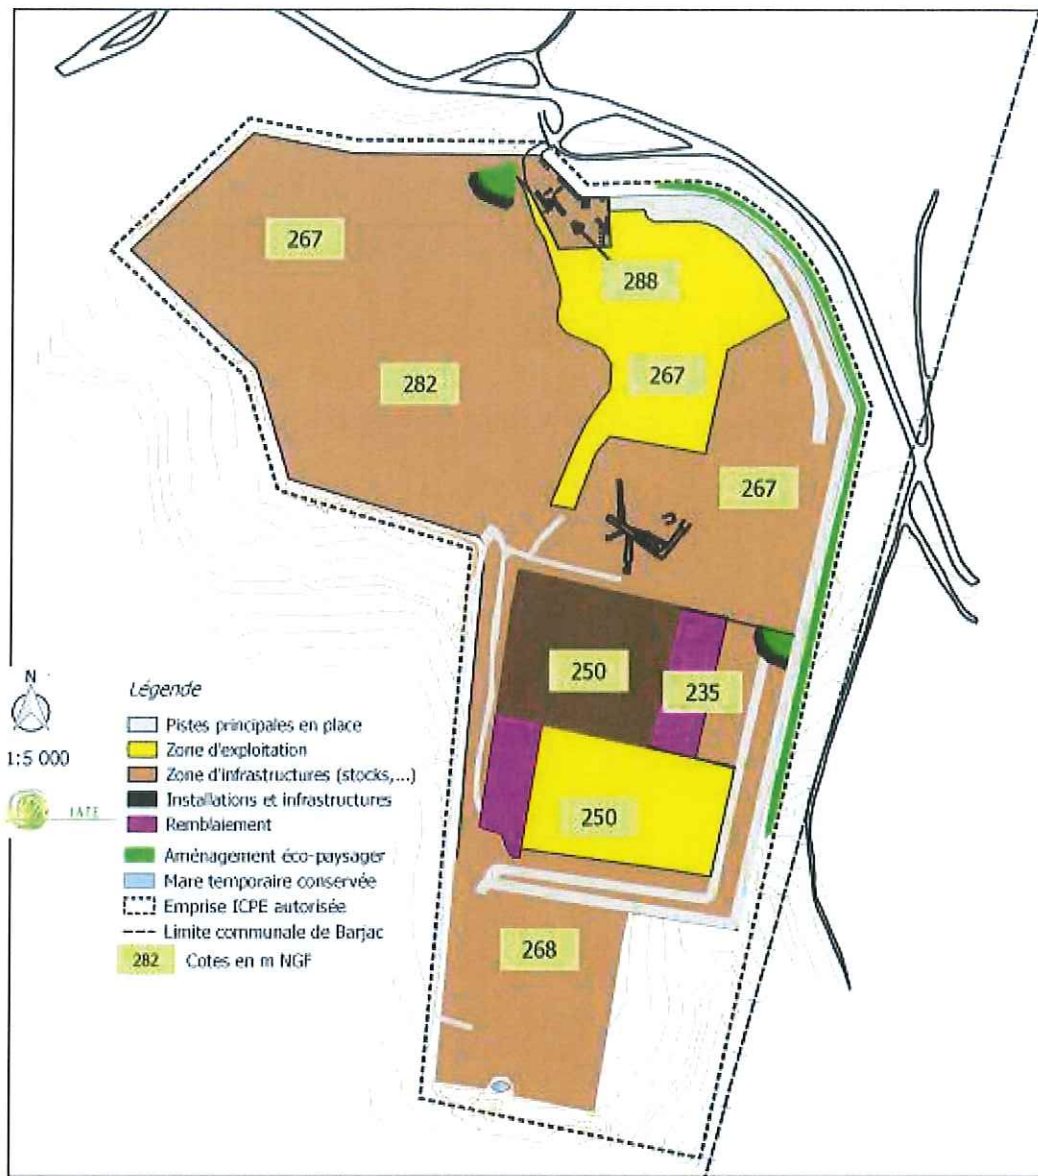 267
288
282
267
267
250
235
250
268
N
1:5 000
Légende
Pistes principales en place
Zone d'exploitation
Zone d'infrastructures (stocks,...)
Installations et infrastructures
Remblaiement
Aménagement éco-paysager
Mare temporaire conservée
Emprise ICPE autorisée
Limite communale de Barjac
282 Cotes en m NGF